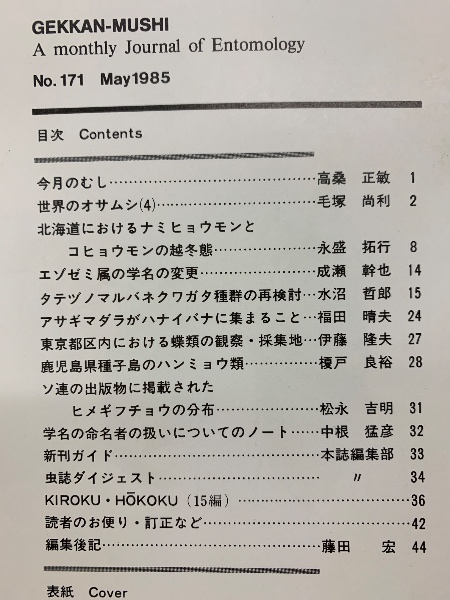 GEKKAN-MUSHI
A monthly Journal of Entomology
No. 171 May1985
目次 Contents
今月のむし……………………………………高桑 正敏 1
世界のオサムシ(4)……………………………毛塚 尚利 2
北海道におけるナミヒョウモンと
コヒョウモンの越冬態…………………永盛 拓行 8
エゾゼミ属の学名の変更……………………成瀬 幹也 14
タテヅノマルバネクワガタ種群の再検討…水沼 哲郎 15
アサギマダラがハナイバナに集まること…福田 晴夫 24
東京都区内における蝶類の観察・採集地…伊藤 隆夫 27
鹿児島県種子島のハンミョウ類……………榎戸 良裕 28
ソ連の出版物に掲載された
ヒメギフチョウの分布…………………松永 吉明 31
学名の命名者の扱いについてのノート……中根 猛彦 32
新刊ガイド……………………………………本誌編集部 33
虫誌ダイジェスト……………………………〃 34
KIROKU・HŌKOKU (15編)……………………………36
読者のお便り・訂正など……………………………42
編集後記………………………………………藤田 宏 44
表紙 Cover